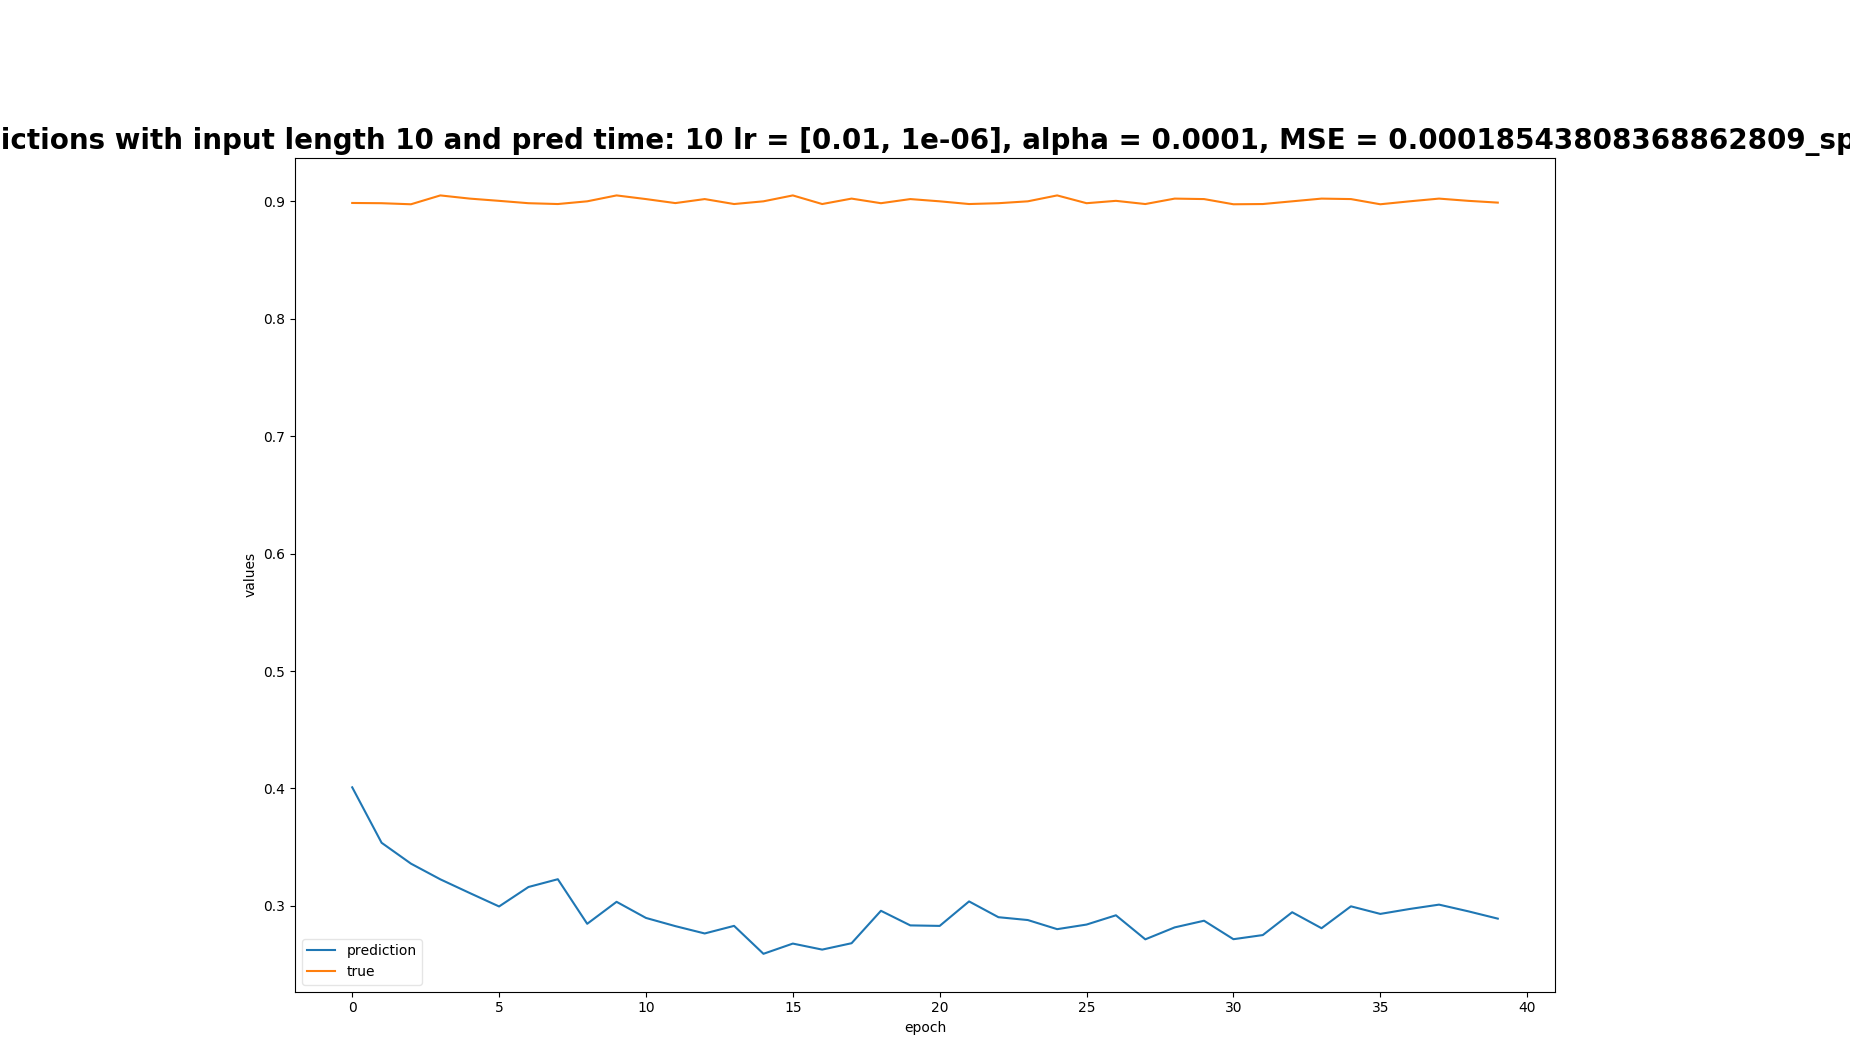 ictions with input length 10 and pred time: 10 lr = [0.01, 1e-06], alpha = 0.0001, MSE = 0.00018543808368862809_sp
0.9
0.8
0.7
0.6
0.5
0.4
0.3
values
prediction
true
0 5 10 15 20 25 30 35 40
epoch